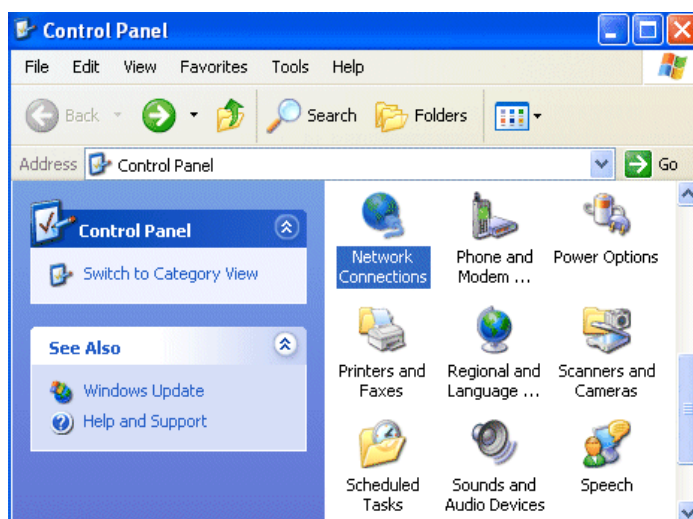 Control Panel
File Edit View Favorites Tools Help
Back Search Folders
Address Control Panel Go
Control Panel
Switch to Category View
See Also
Windows Update
Help and Support
Network
Connections
Phone and
Modem ...
Power Options
Printers and
Faxes
Regional and
Language ...
Scanners and
Cameras
Scheduled
Tasks
Sounds and
Audio Devices
Speech